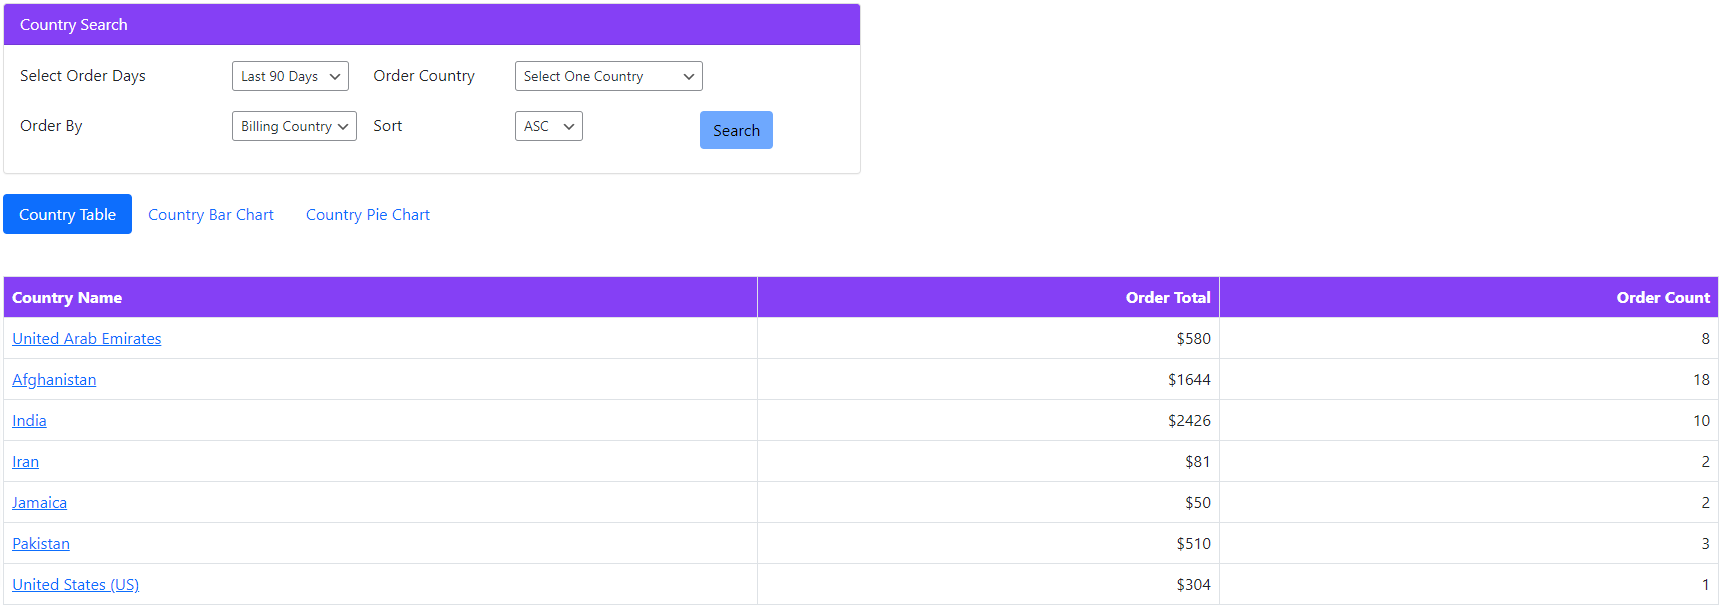 Country Search
Select Order Days Last 90 Days Order Country Select One Country
Order By Billing Country Sort ASC Search
Country Table Country Bar Chart Country Pie Chart
Country Name Order Total Order Count
United Arab Emirates $580 8
Afghanistan $1644 18
India $2426 10
Iran $81 2
Jamaica $50 2
Pakistan $510 3
United States (US) $304 1